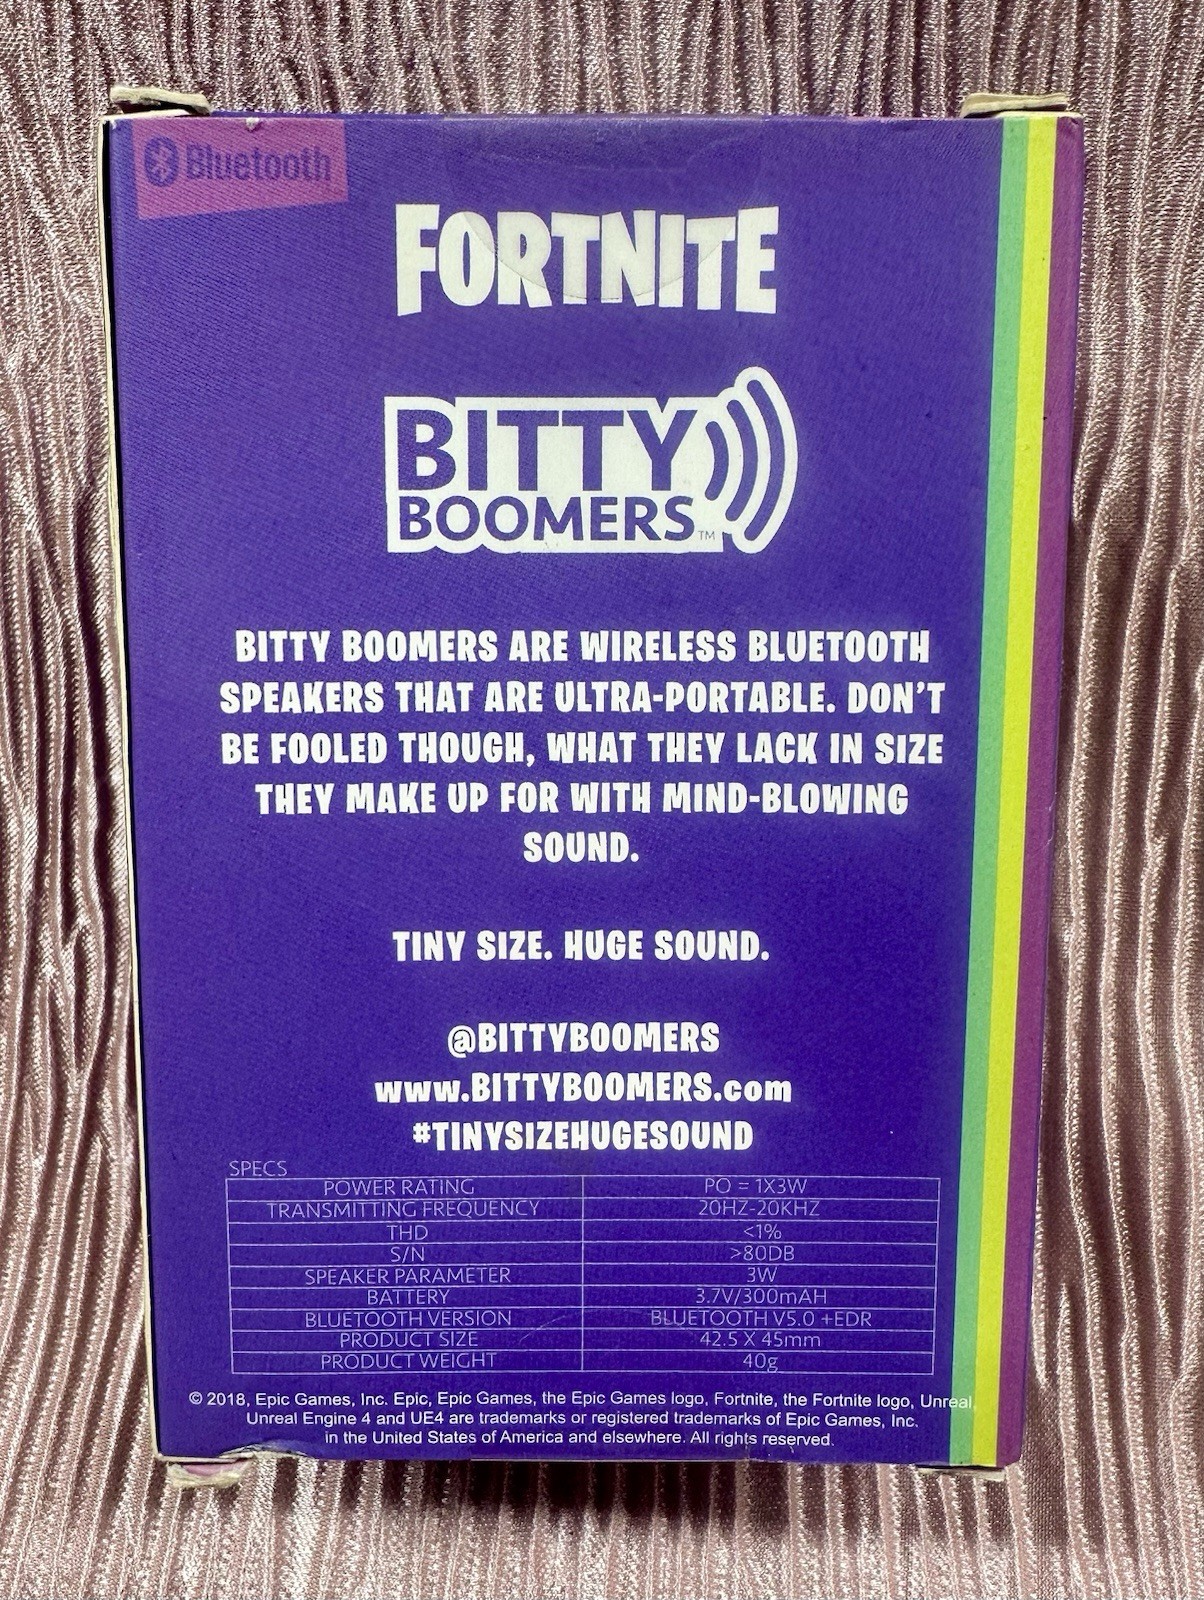 Bluetooth
FORTNITE
BITTY
BOOMERS™
BITTY BOOMERS ARE WIRELESS BLUETOOTH
SPEAKERS THAT ARE ULTRA-PORTABLE. DON'T
BE FOOLED THOUGH, WHAT THEY LACK IN SIZE
THEY MAKE UP FOR WITH MIND-BLOWING
SOUND.
TINY SIZE. HUGE SOUND.
@BITTYBOOMERS
www.BITTYBOOMERS.com
#TINYSIZEHUGESOUND
SPECS
POWER RATING PO = 1X3W
TRANSMITTING FREQUENCY 20HZ-20KHZ
THD <1%
S/N >80DB
SPEAKER PARAMETER 3W
BATTERY 3.7V/300mAH
BLUETOOTH VERSION BLUETOOTH V5.0 +EDR
PRODUCT SIZE 42.5 X 45mm
PRODUCT WEIGHT 40g
© 2018, Epic Games, Inc. Epic, Epic Games, the Epic Games logo, Fortnite, the Fortnite logo, Unreal,
Unreal Engine 4 and UE4 are trademarks or registered trademarks of Epic Games, Inc.
in the United States of America and elsewhere. All rights reserved.